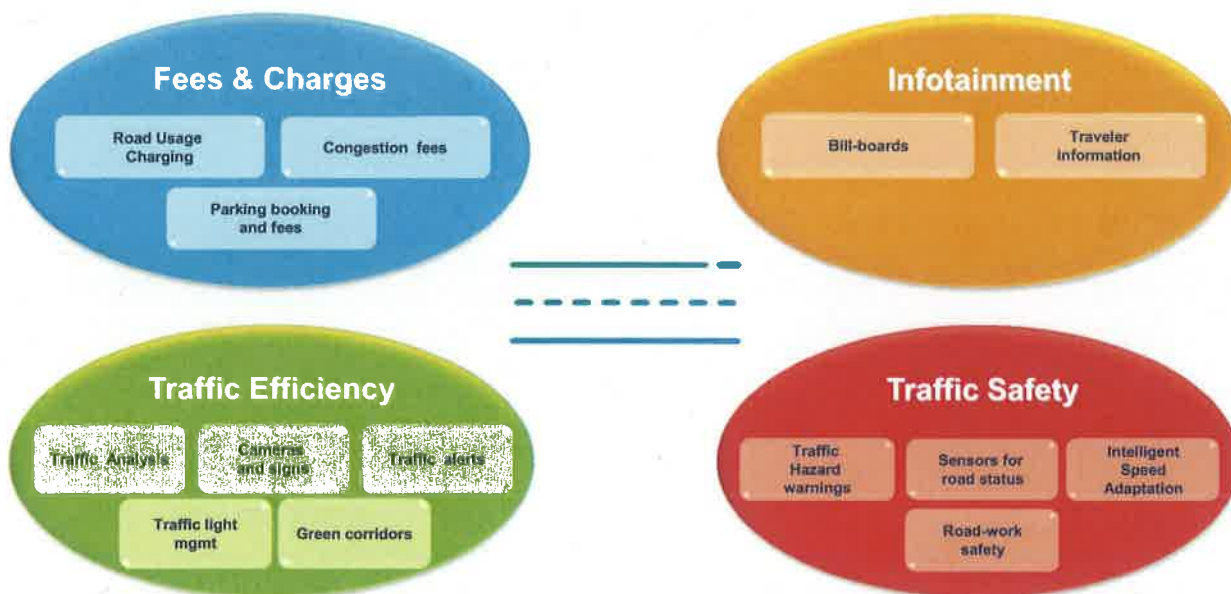 Fees & Charges
Road Usage
Charging
Congestion fees
Parking booking
and fees
Infotainment
Bill-boards
Traveler
Information
Traffic Efficiency
Traffic Analysis
Cameras
and signs
Traffic alerts
Traffic light
mgmt
Green corridors
Traffic Safety
Traffic
Hazard
warnings
Sensors for
road status
Intelligent
Speed
Adaptation
Road-work
safety